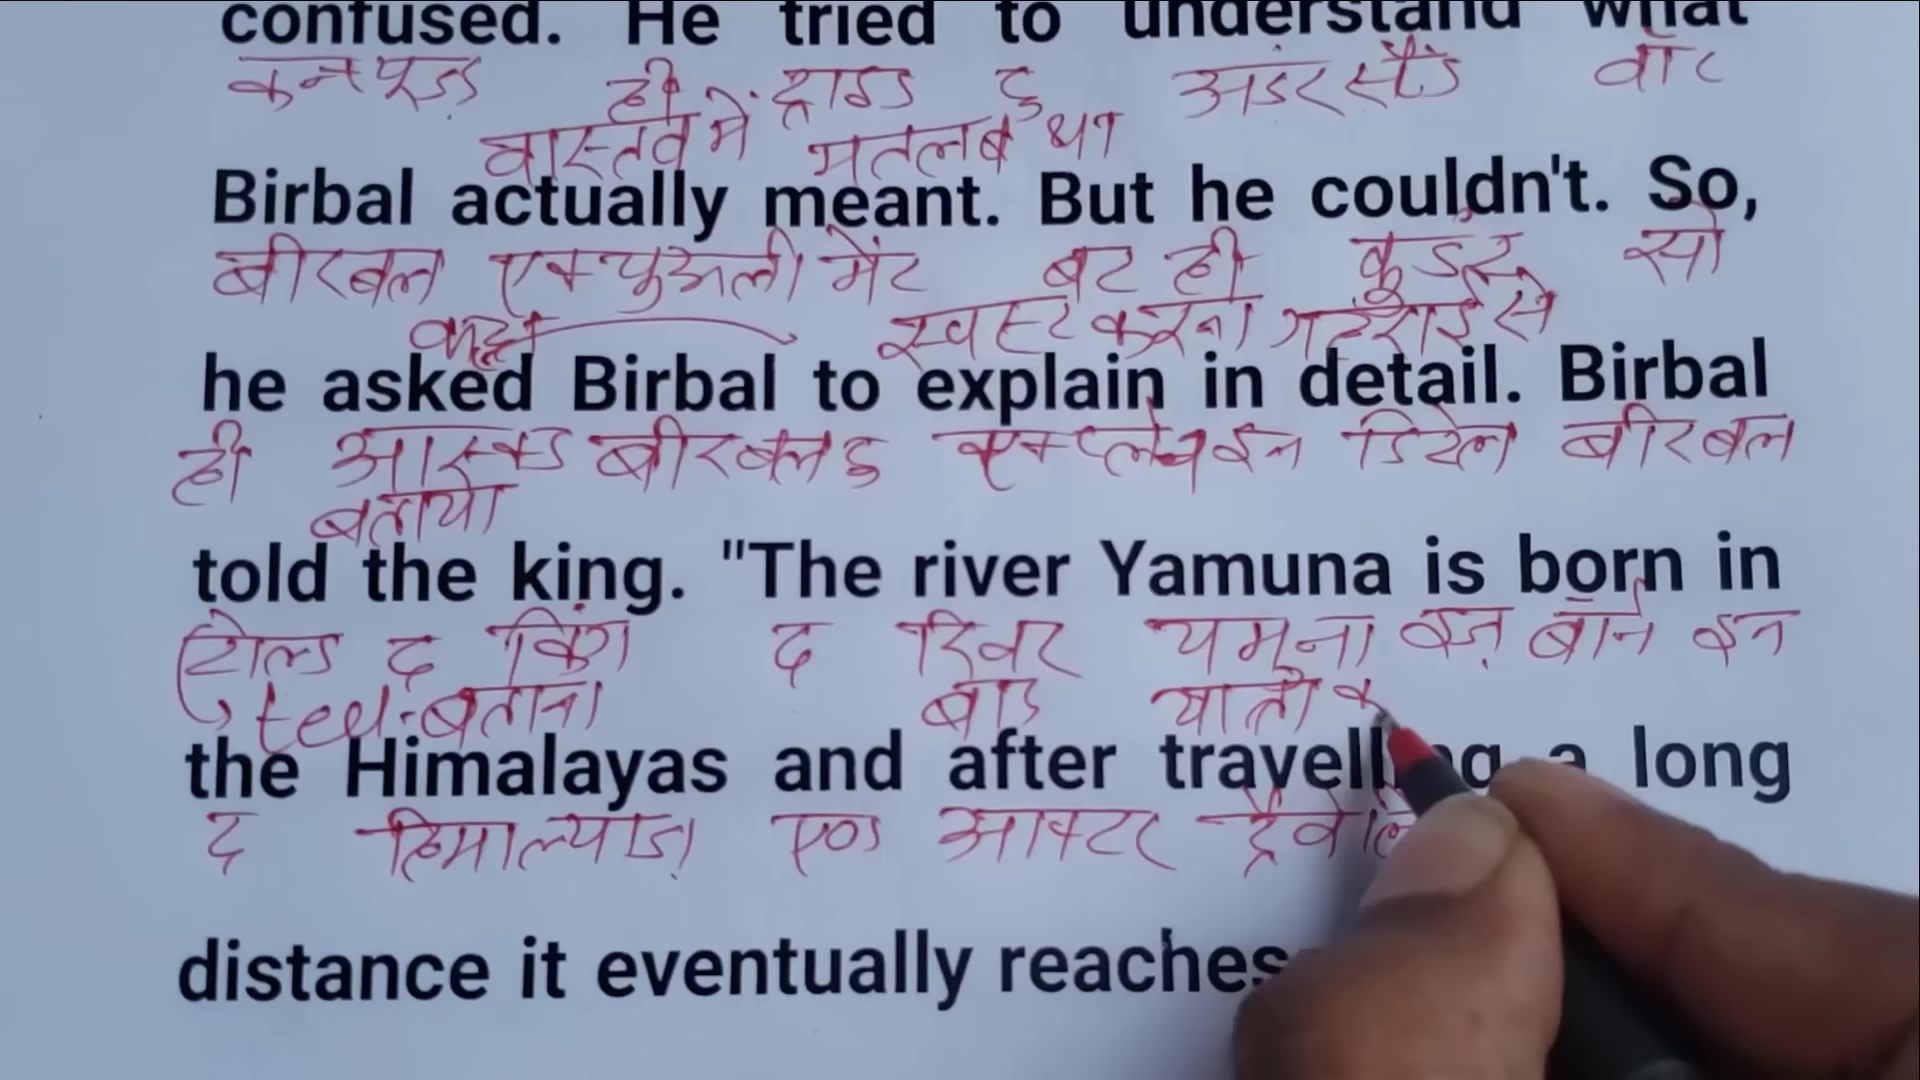 confused. He tried to understand what
कन्फ्यूज्ड ही ट्राइड टु अंडरस्टैंड वॉट
वास्तव में मतलब था
Birbal actually meant. But he couldn't. So,
बीरबल एक्चुअली मेंट बट ही कुडंट सो
कहा स्पष्ट करना गहराई से
he asked Birbal to explain in detail. Birbal
ही आस्क्ड बीरबल टु एक्प्लेइन डिटेल बीरबल
बताया
told the king. "The river Yamuna is born in
टोल्ड द किंग द रिवर यमुना इज़ बॉर्न इन
tell-बताना बाद यात्रा क
the Himalayas and after travelling a long
द हिमाल्याज़ एण्ड आफ्टर ट्रैवेलि
distance it eventually reaches